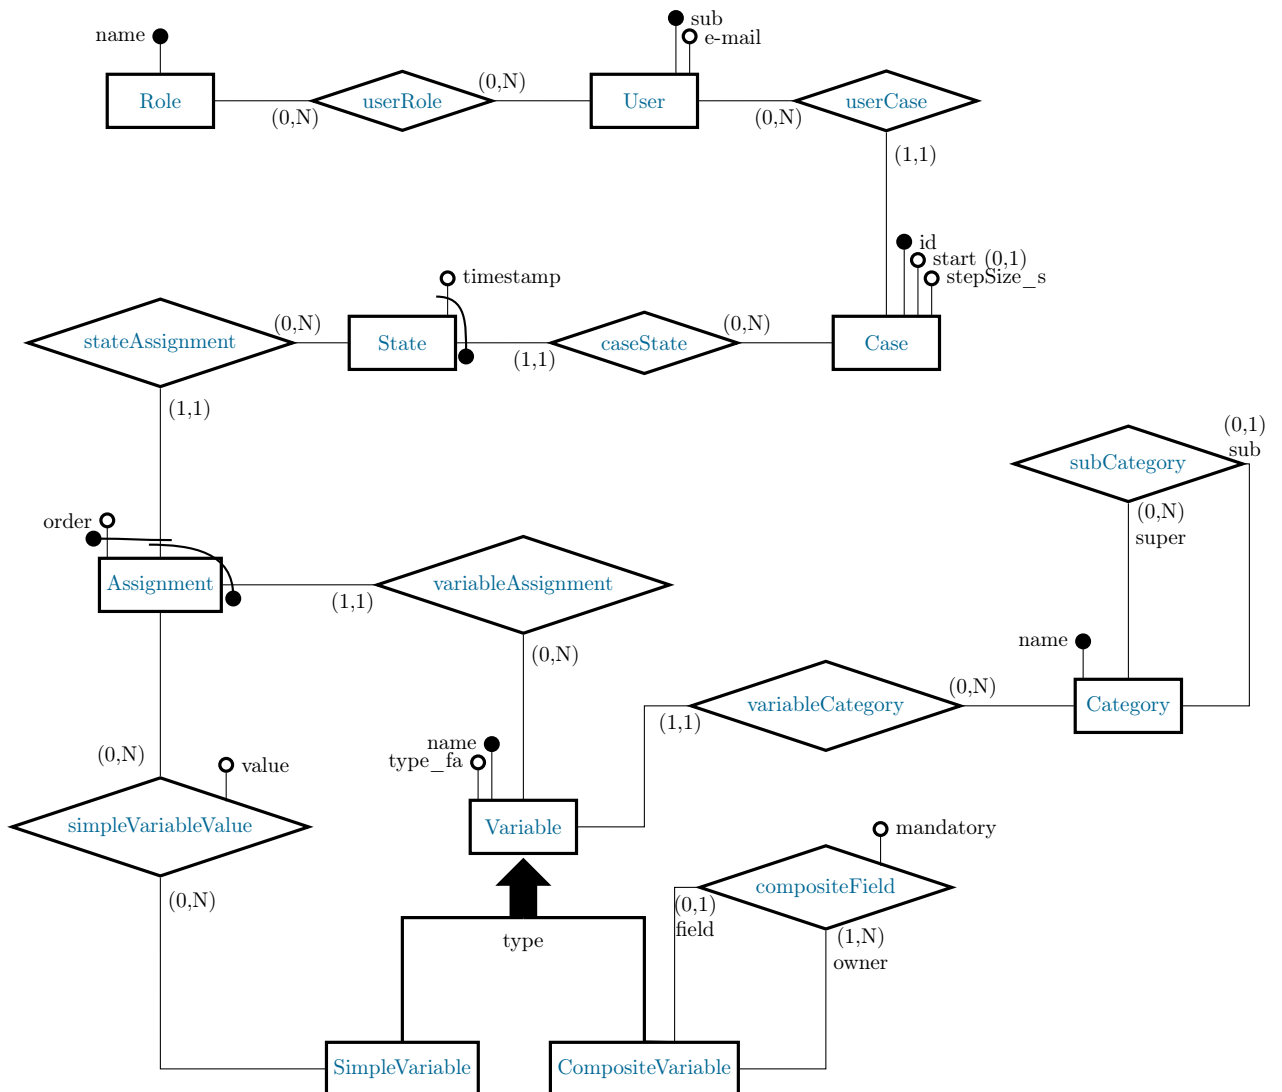 sub
name
e-mail
Role
(0,N)
userRole
(0,N)
User
(0,N)
userCase
(1,1)
id
start (0,1)
stepSize_s
timestamp
stateAssignment
(0,N)
State
(1,1)
caseState
(0,N)
Case
(1,1)
(0,1)
sub
subCategory
(0,N)
super
order
Assignment
(1,1)
variableAssignment
(0,N)
name
variableCategory
(0,N)
(1,1)
Category
name
type_fa
(0,N)
value
simpleVariableValue
Variable
mandatory
compositeField
(0,N)
(0,1)
field
(1,N)
owner
type
SimpleVariable
CompositeVariable